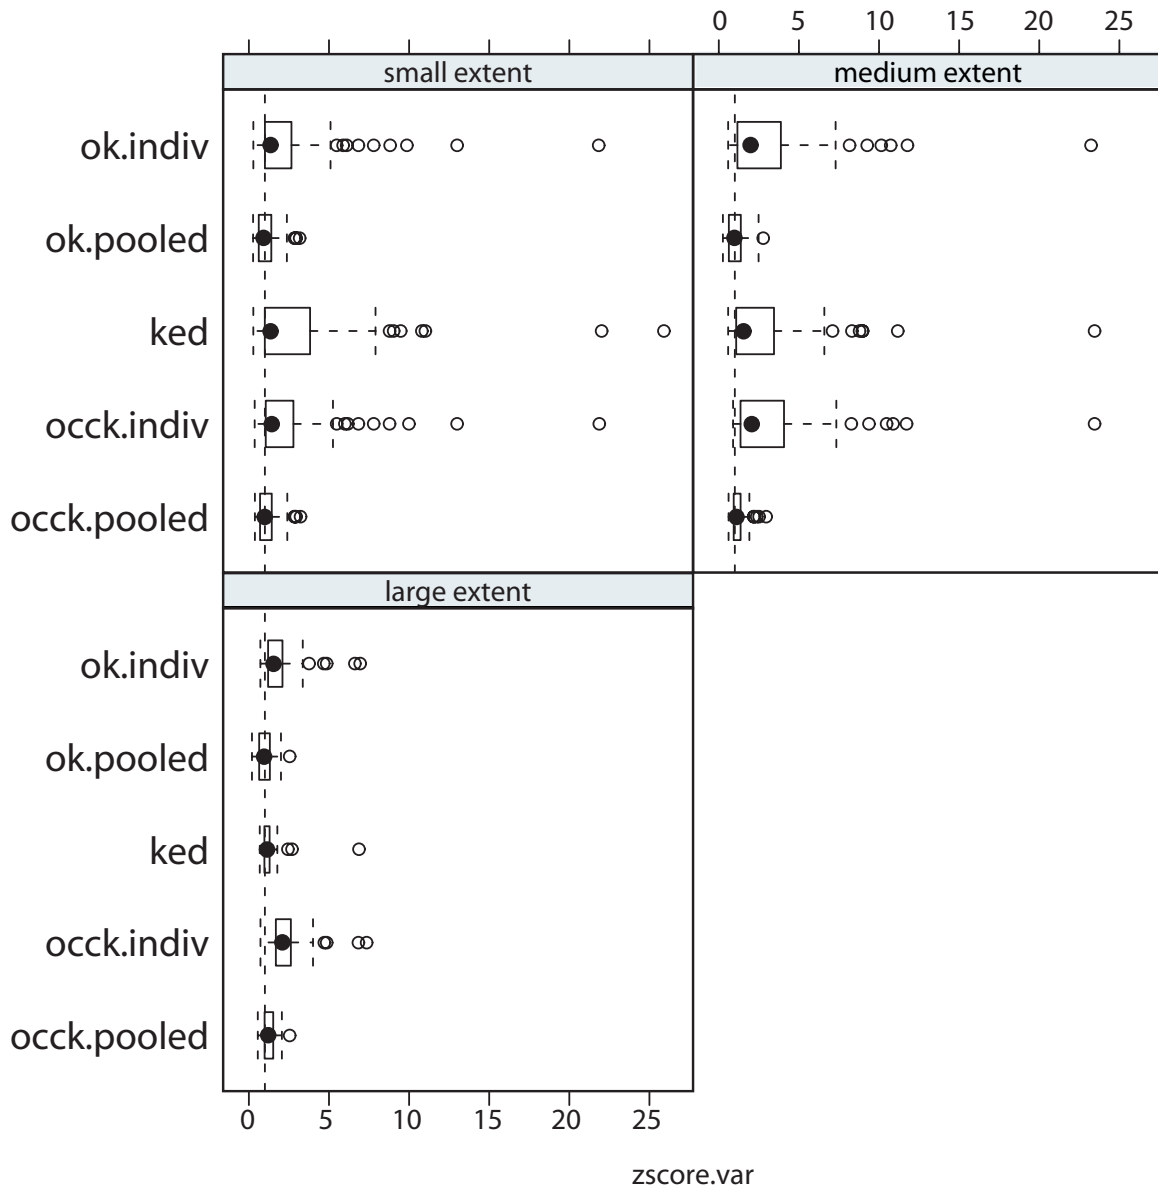 0 5 10 15 20 25
small extent medium extent
ok.indiv
ok.pooled
ked
occk.indiv
occk.pooled
large extent
ok.indiv
ok.pooled
ked
occk.indiv
occk.pooled
0 5 10 15 20 25
zscore.var